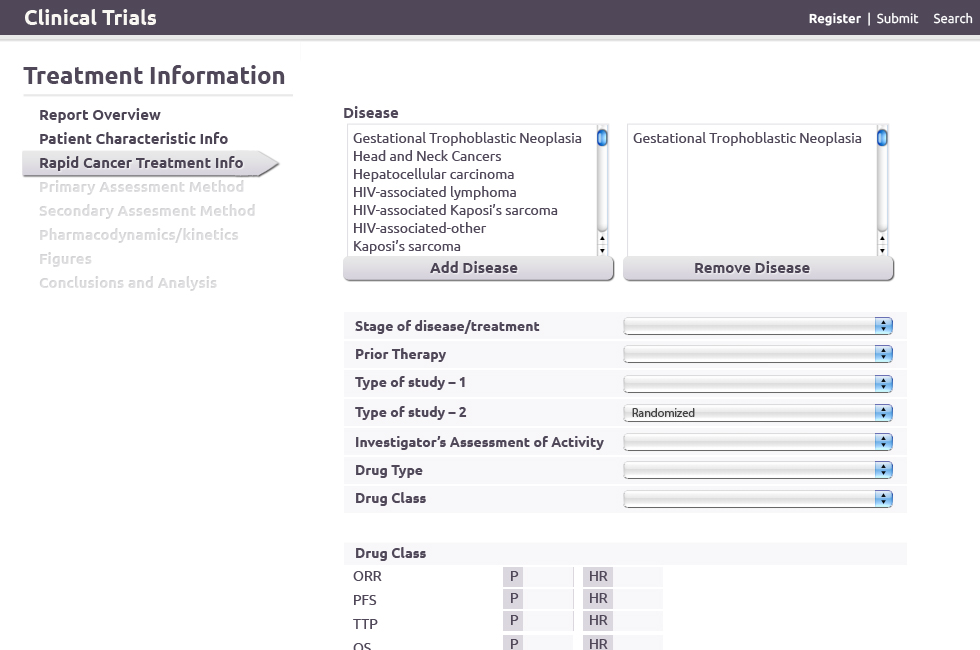 Clinical Trials
Register | Submit Search
Treatment Information
Report Overview
Patient Characteristic Info
Rapid Cancer Treatment Info
Primary Assessment Method
Secondary Assesment Method
Pharmacodynamics/kinetics
Figures
Conclusions and Analysis
Disease
Gestational Trophoblastic Neoplasia
Head and Neck Cancers
Hepatocellular carcinoma
HIV-associated lymphoma
HIV-associated Kaposi’s sarcoma
HIV-associated-other
Kaposi’s sarcoma
Add Disease
Gestational Trophoblastic Neoplasia
Remove Disease
Stage of disease/treatment
Prior Therapy
Type of study – 1
Type of study – 2 Randomized
Investigator’s Assessment of Activity
Drug Type
Drug Class
Drug Class
ORR P HR
PFS P HR
TTP P HR
OS P HR